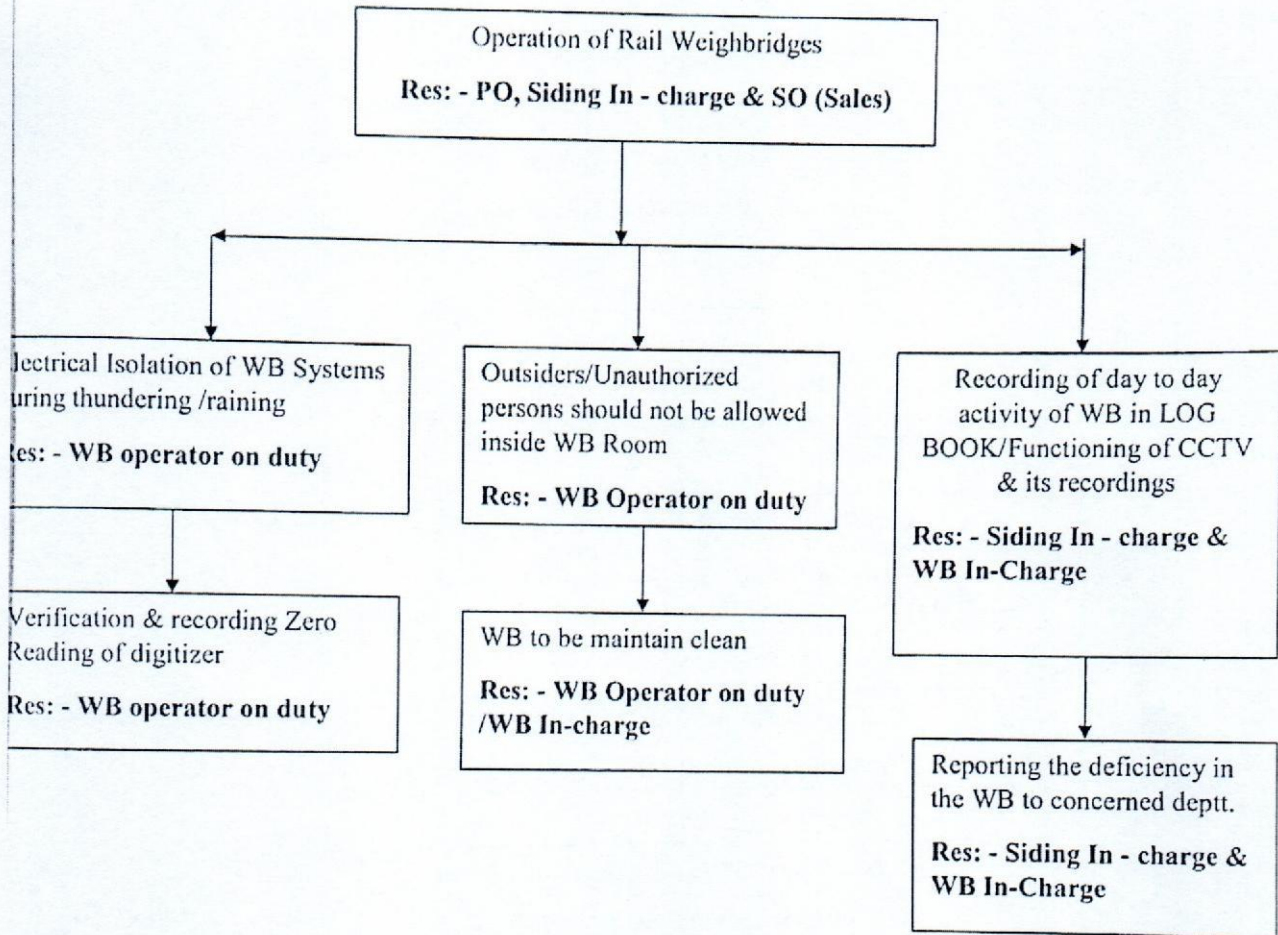 Operation of Rail Weighbridges
Res: - PO, Siding In - charge & SO (Sales)
lectrical Isolation of WB Systems
uring thundering /raining
Res: - WB operator on duty
Verification & recording Zero
Reading of digitizer
Res: - WB operator on duty
Outsiders/Unauthorized
persons should not be allowed
inside WB Room
Res: - WB Operator on duty
WB to be maintain clean
Res: - WB Operator on duty
/WB In-charge
Recording of day to day
activity of WB in LOG
BOOK/Functioning of CCTV
& its recordings
Res: - Siding In - charge &
WB In-Charge
Reporting the deficiency in
the WB to concerned deptt.
Res: - Siding In - charge &
WB In-Charge